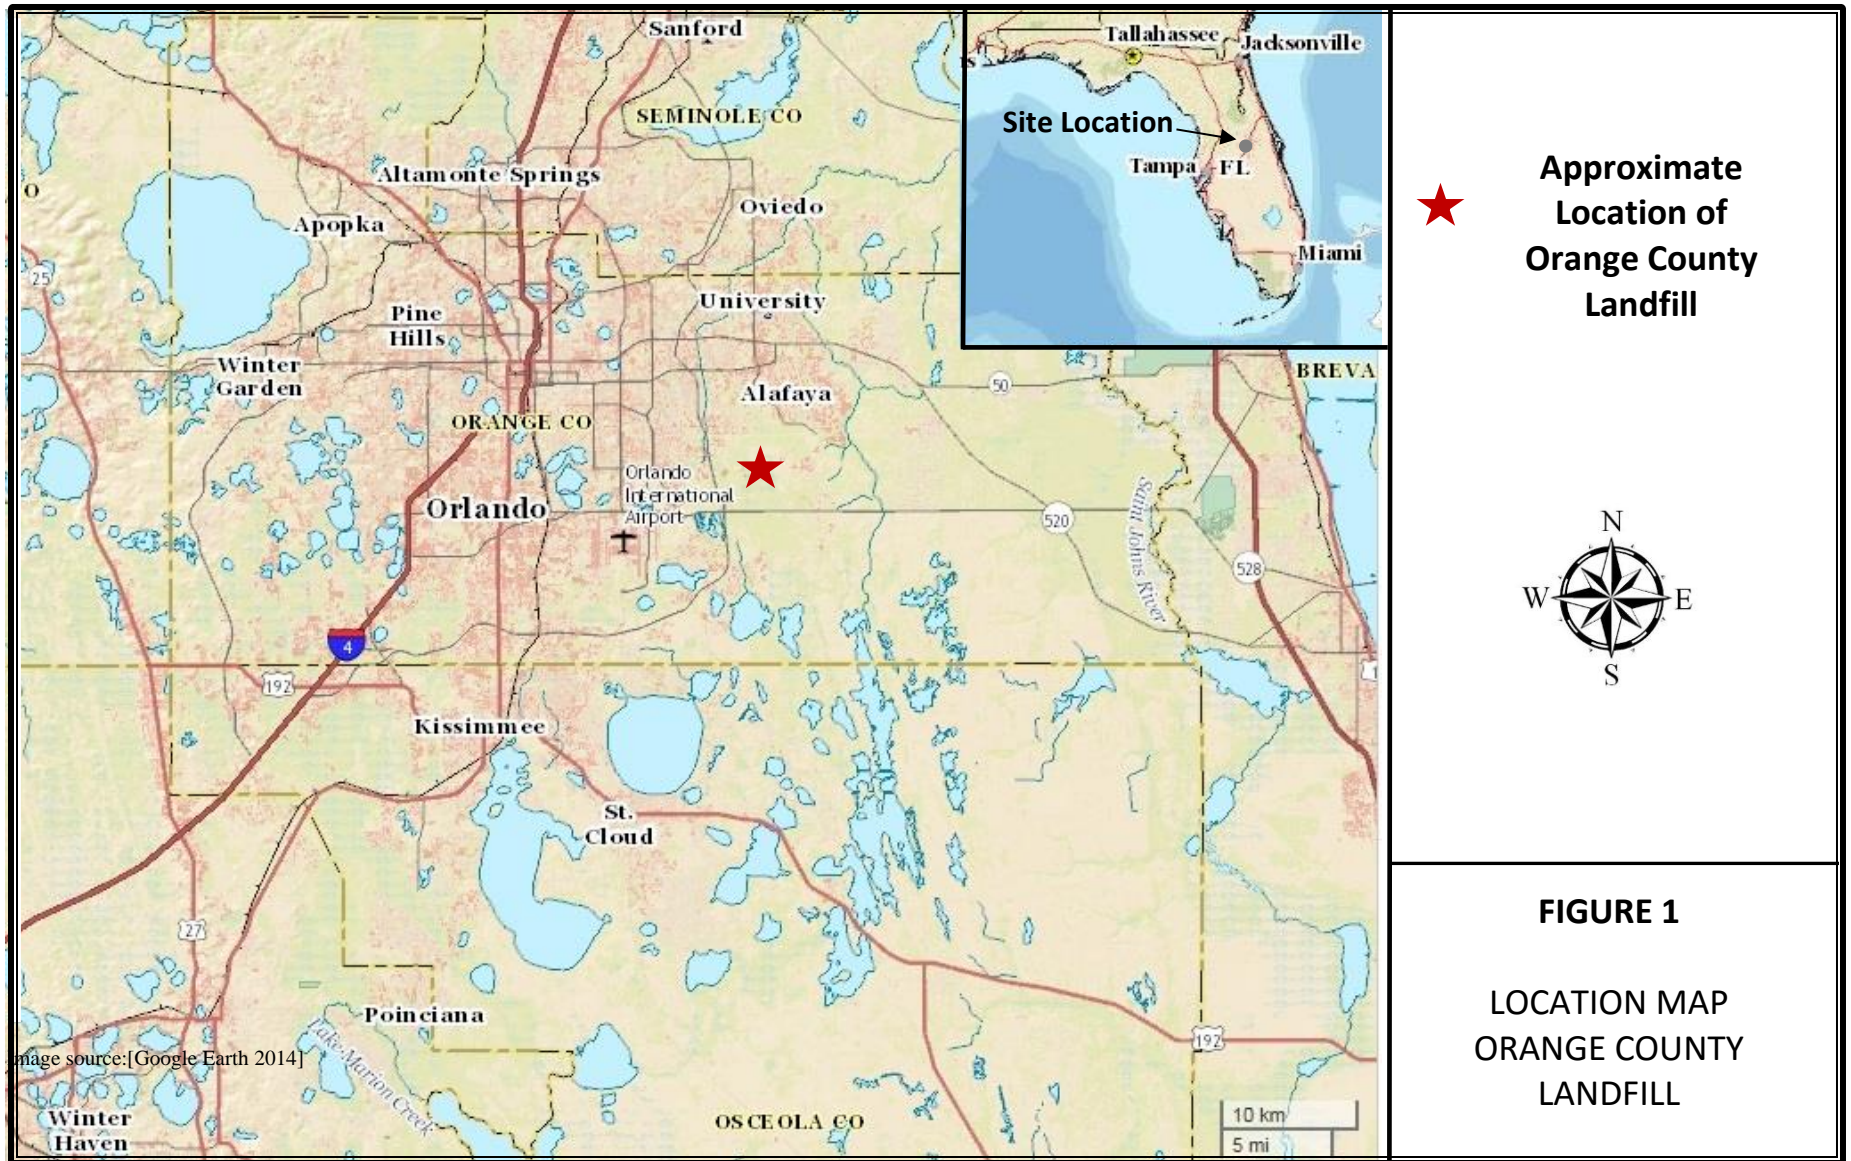 Sanford
SEMINOLE CO
Altamonte Springs
O
Apopka
Oviedo
25
University
Pine
Hills
Winter
Garden
Alafaya
50
BREVA
ORANGE CO
Orlando
International
Airport
Orlando
520
Saint Johns River
528
4
192
1
Kissimmee
St.
Cloud
27
Poinciana
192
mage source:[Google Earth 2014]
Lake Marion Creek
Winter
Haven
OSCEOLA CO
10 km
5 mi
Tallahassee
Jacksonville
s
Site Location
Tampa
FL
Miami
Approximate
Location of
Orange County
Landfill
N
W
E
S
FIGURE 1
LOCATION MAP
ORANGE COUNTY
LANDFILL